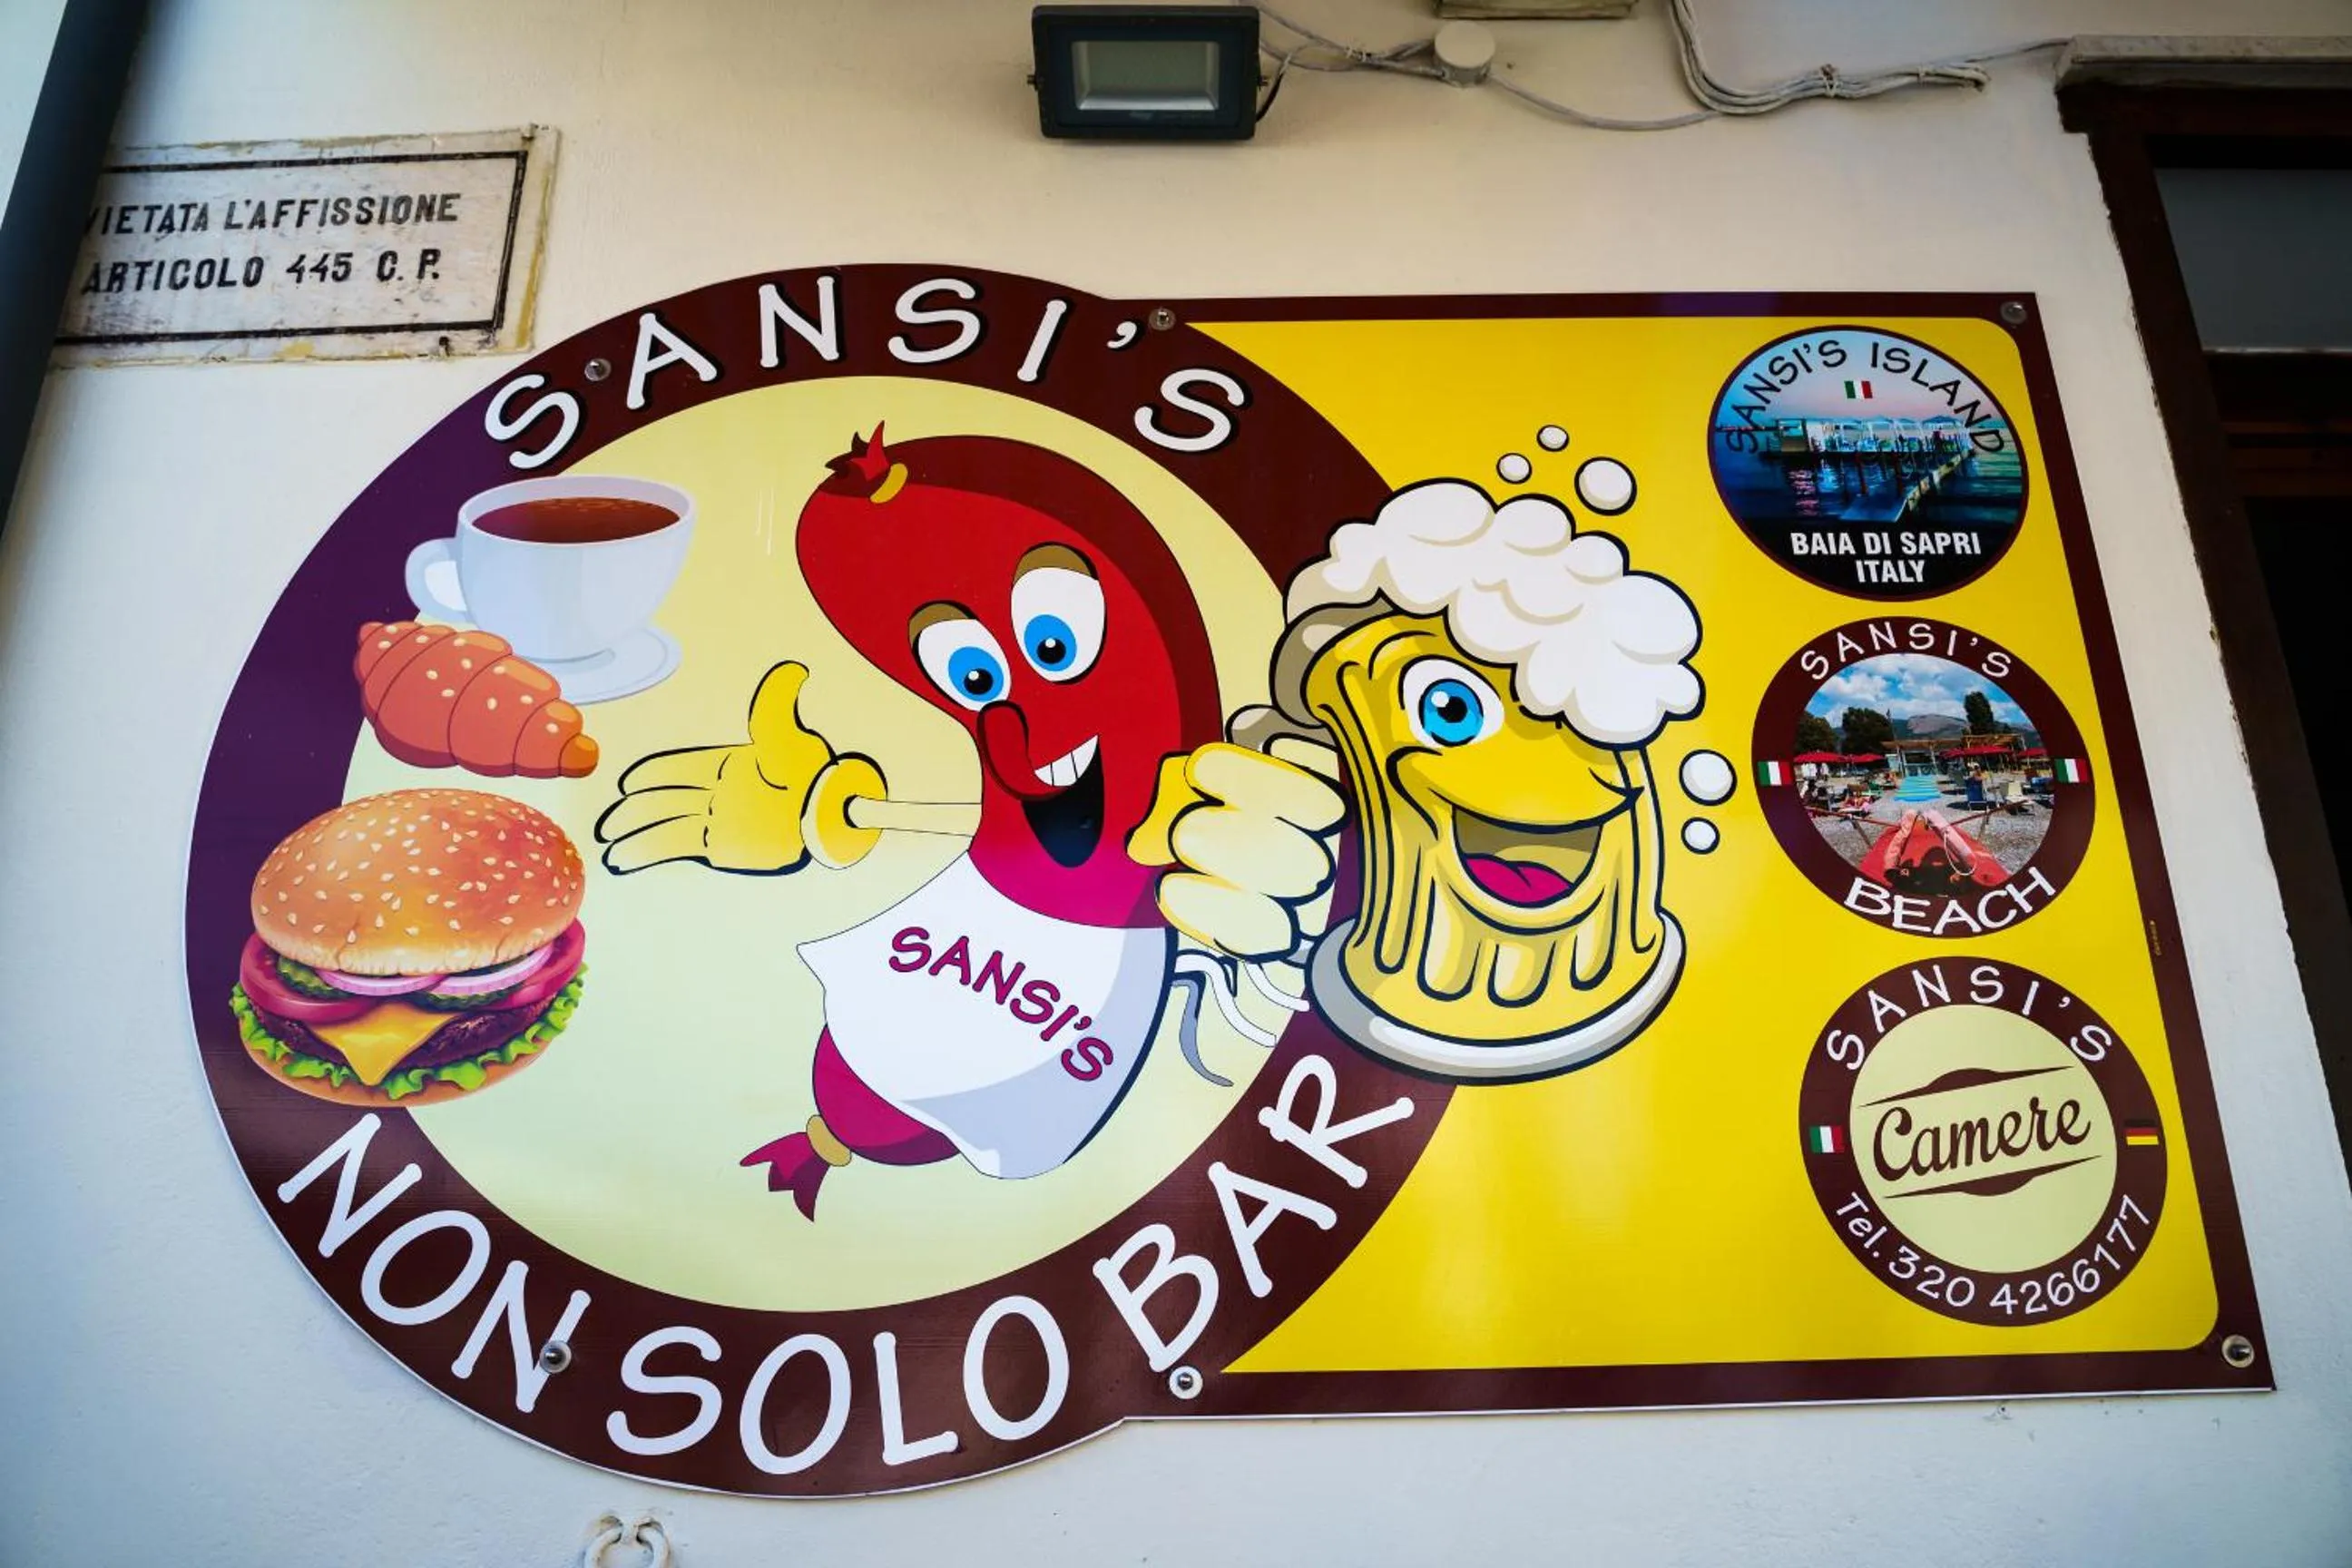 VIETATA L'AFFISSIONE
ARTICOLO 445 C.P.
SANSI'S
SANSI'S
NON SOLO BAR
SANSI'S ISLAND
BAIA DI SAPRI
ITALY
SANSI'S
BEACH
SANSI'S
Camere
Tel. 320 4266177